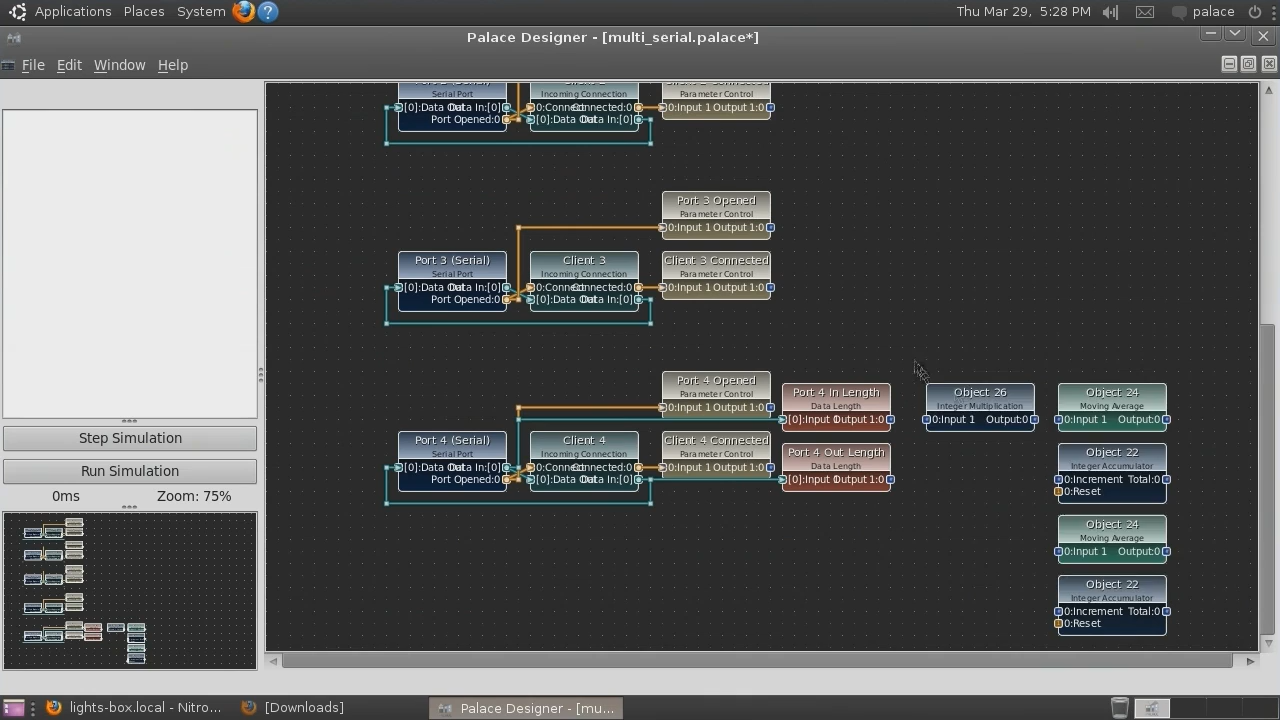 Applications Places System ? Thu Mar 29, 5:28 PM palace
Palace Designer - [multi_serial.palace*]
File Edit Window Help
Serial Port Incoming Connection Parameter Control
[0]:Data Out Data In:[0] 0:Connect Connected:0 0:Input 1 Output 1:0
Port Opened:0 [0]:Data Out Data In:[0]
Port 3 Opened
Parameter Control
0:Input 1 Output 1:0
Port 3 (Serial) Client 3 Client 3 Connected
Serial Port Incoming Connection Parameter Control
[0]:Data Out Data In:[0] 0:Connect Connected:0 0:Input 1 Output 1:0
Port Opened:0 [0]:Data Out Data In:[0]
Port 4 Opened
Parameter Control
0:Input 1 Output 1:0
Port 4 In Length Object 26 Object 24
Data Length Integer Multiplication Moving Average
[0]:Input 0 Output 1:0 0:Input 1 Output:0 0:Input 1 Output:0
Port 4 (Serial) Client 4 Client 4 Connected
Serial Port Incoming Connection Parameter Control
[0]:Data Out Data In:[0] 0:Connect Connected:0 0:Input 1 Output 1:0
Port Opened:0 [0]:Data Out Data In:[0]
Port 4 Out Length Object 22
Data Length Integer Accumulator
[0]:Input 0 Output 1:0 0:Increment Total:0
0:Reset
Object 24
Moving Average
0:Input 1 Output:0
Object 22
Integer Accumulator
0:Increment Total:0
0:Reset
Step Simulation
Run Simulation
0ms Zoom: 75%
lights-box.local - Nitro... [Downloads] Palace Designer - [mu...